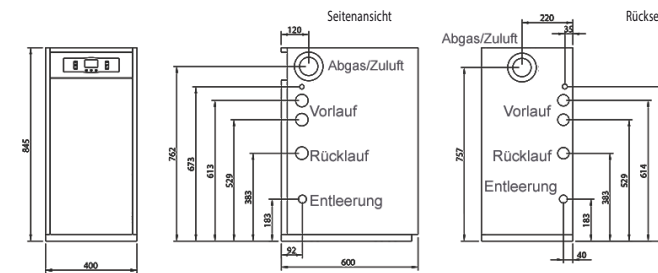 Seitenansicht
Rückse
120
220
35
Abgas/Zuluft
Abgas/Zuluft
Vorlauf
Vorlauf
Rücklauf
Rücklauf
Entleerung
Entleerung
845
762
673
613
529
383
183
757
383
183
529
614
92
40
400
600